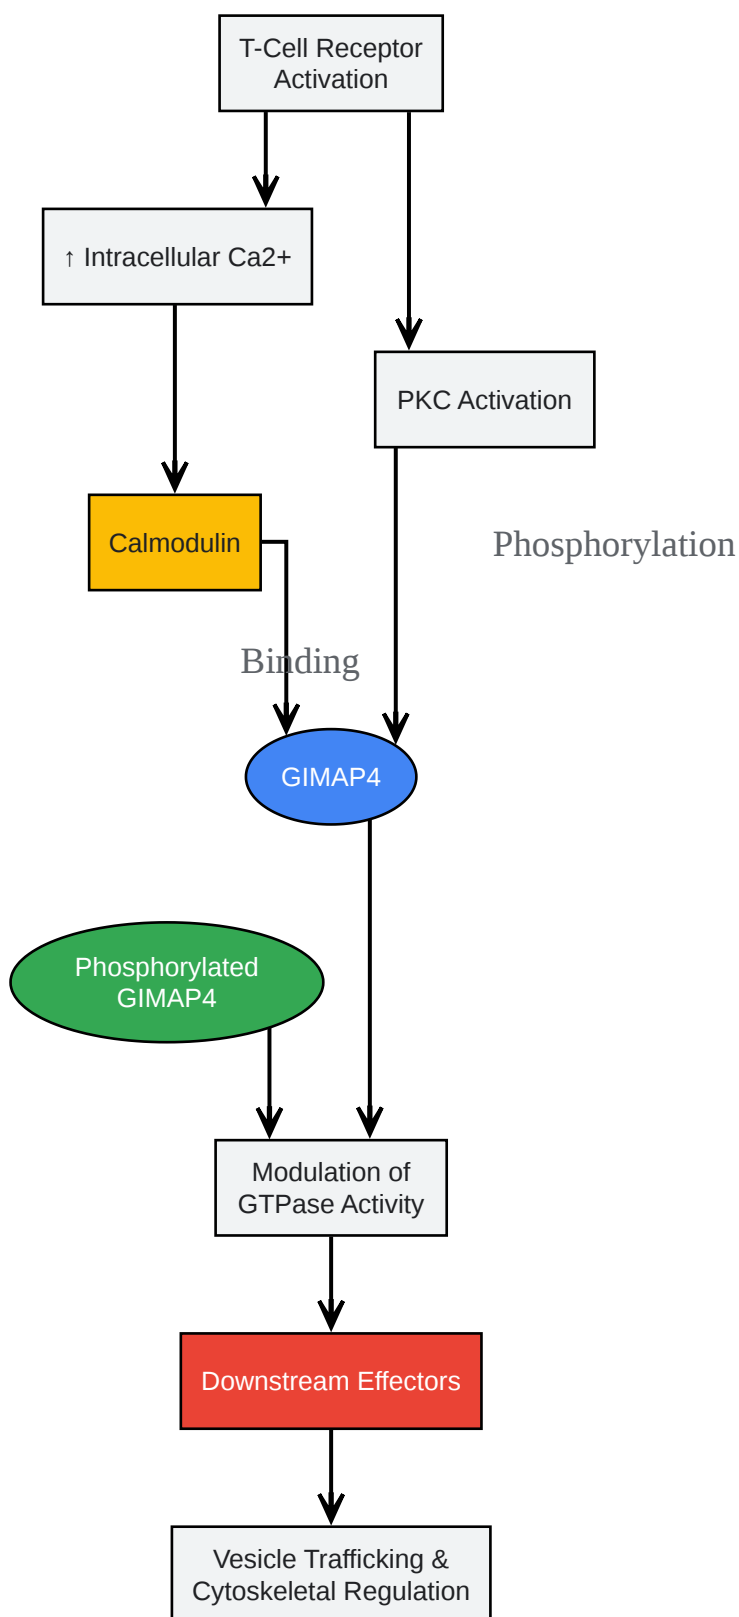 T-Cell Receptor
Activation
↑ Intracellular Ca2+
PKC Activation
Calmodulin
Phosphorylation
Binding
GIMAP4
Phosphorylated
GIMAP4
Modulation of
GTPase Activity
Downstream Effectors
Vesicle Trafficking &
Cytoskeletal Regulation